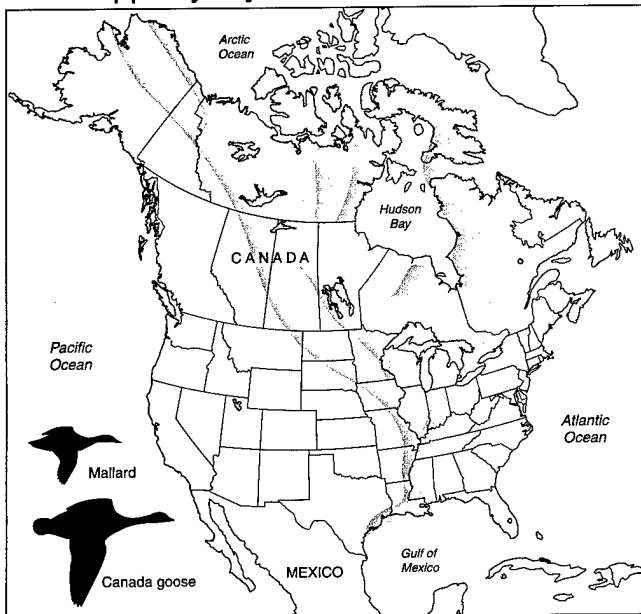 Arctic
Ocean
Hudson
Bay
CANADA
Pacific
Ocean
Atlantic
Ocean
Mallard
Canada goose
MEXICO
Gulf of
Mexico